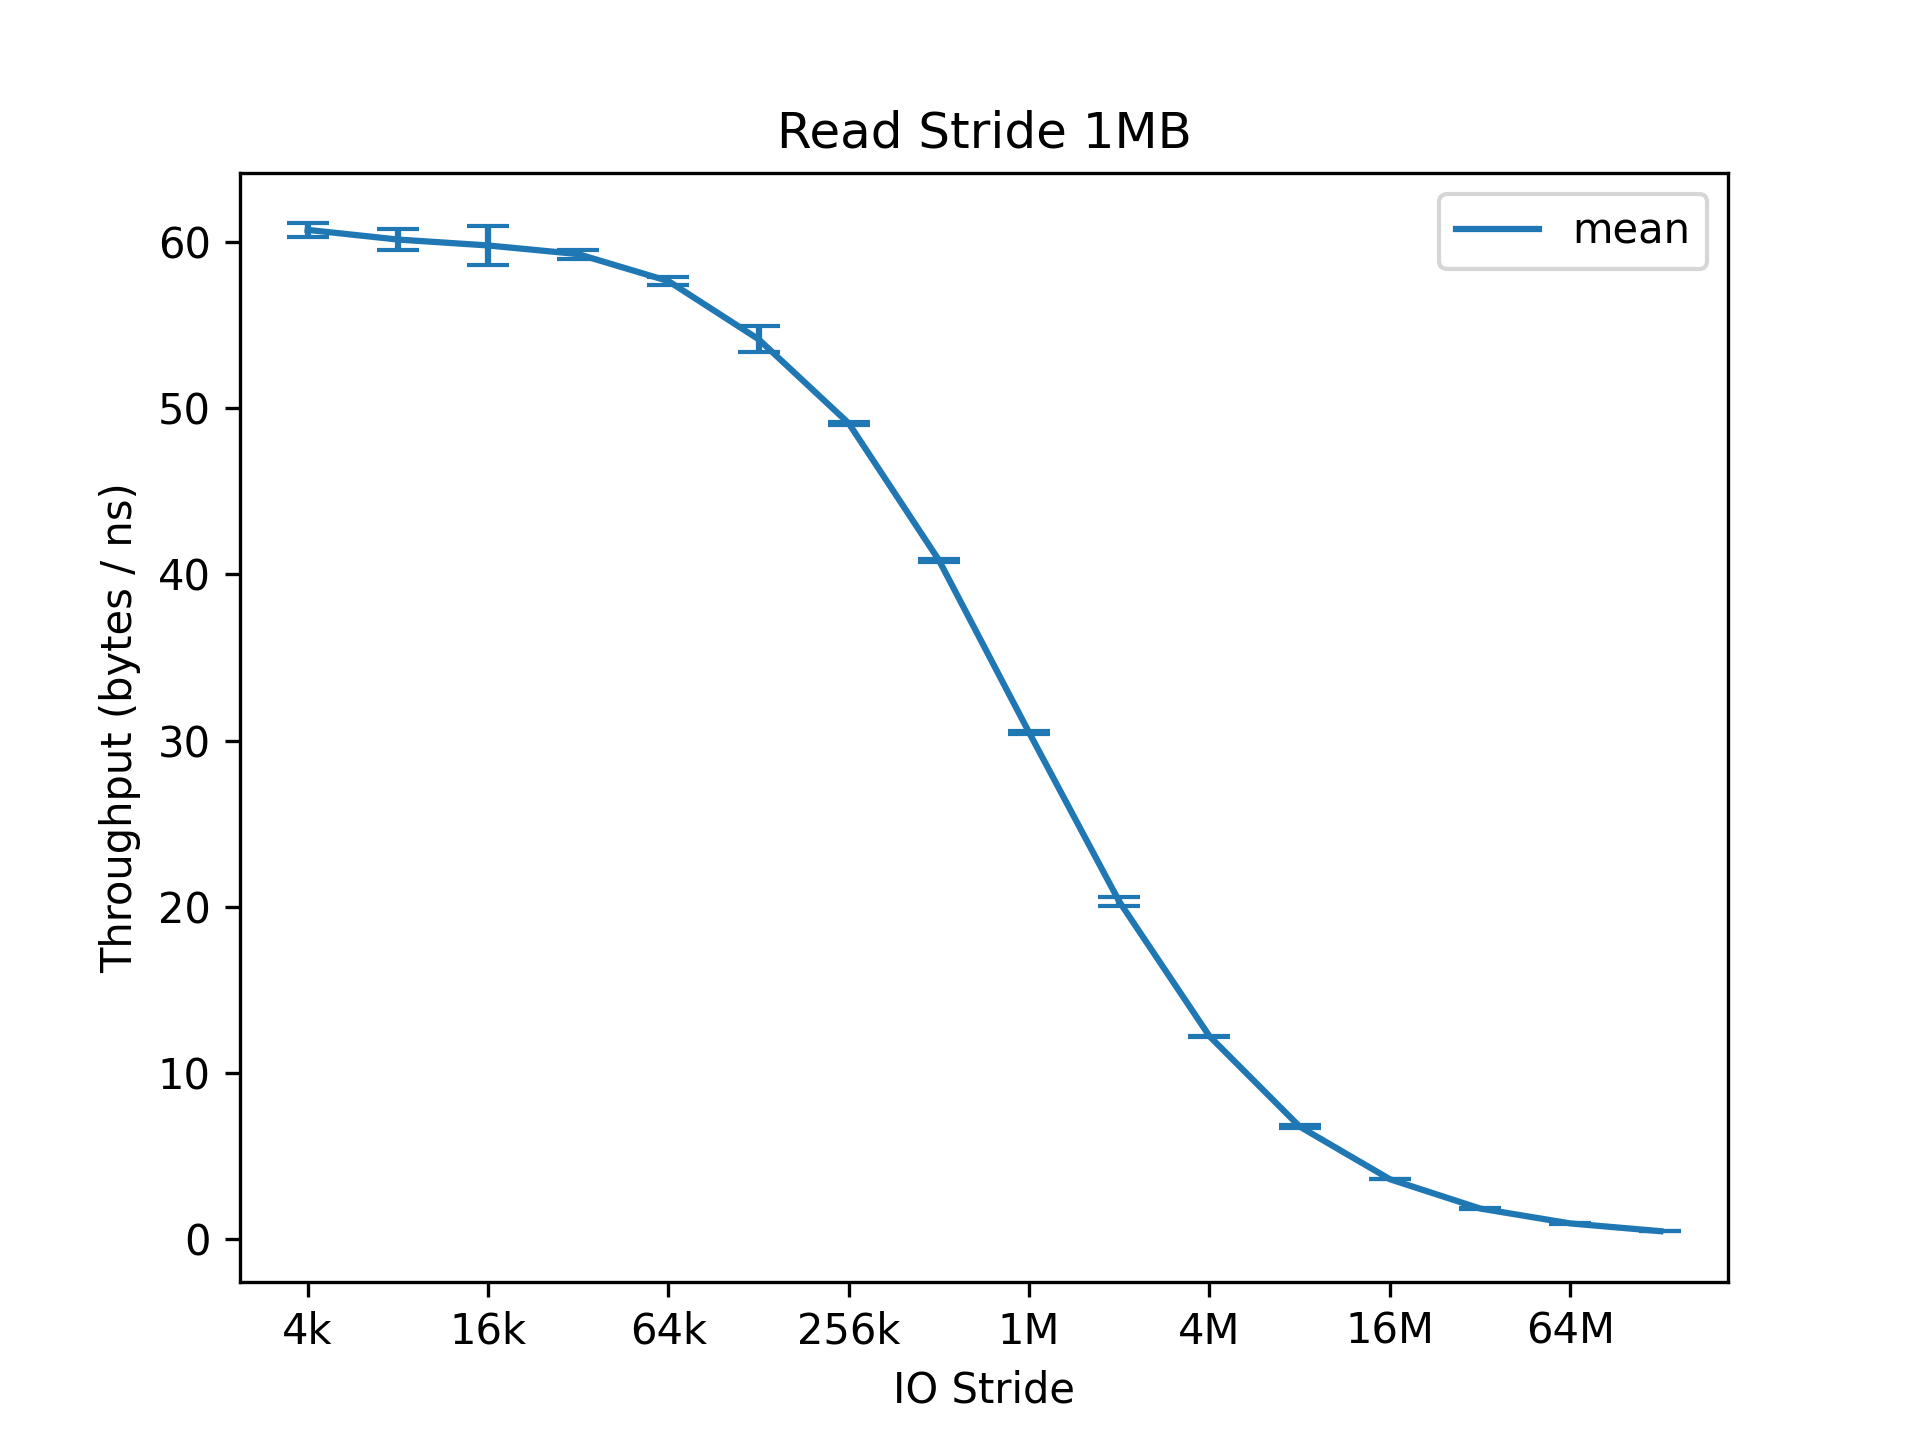 Read Stride 1MB
mean
Throughput (bytes / ns)
60
50
40
30
20
10
0
4k 16k 64k 256k 1M 4M 16M 64M
IO Stride